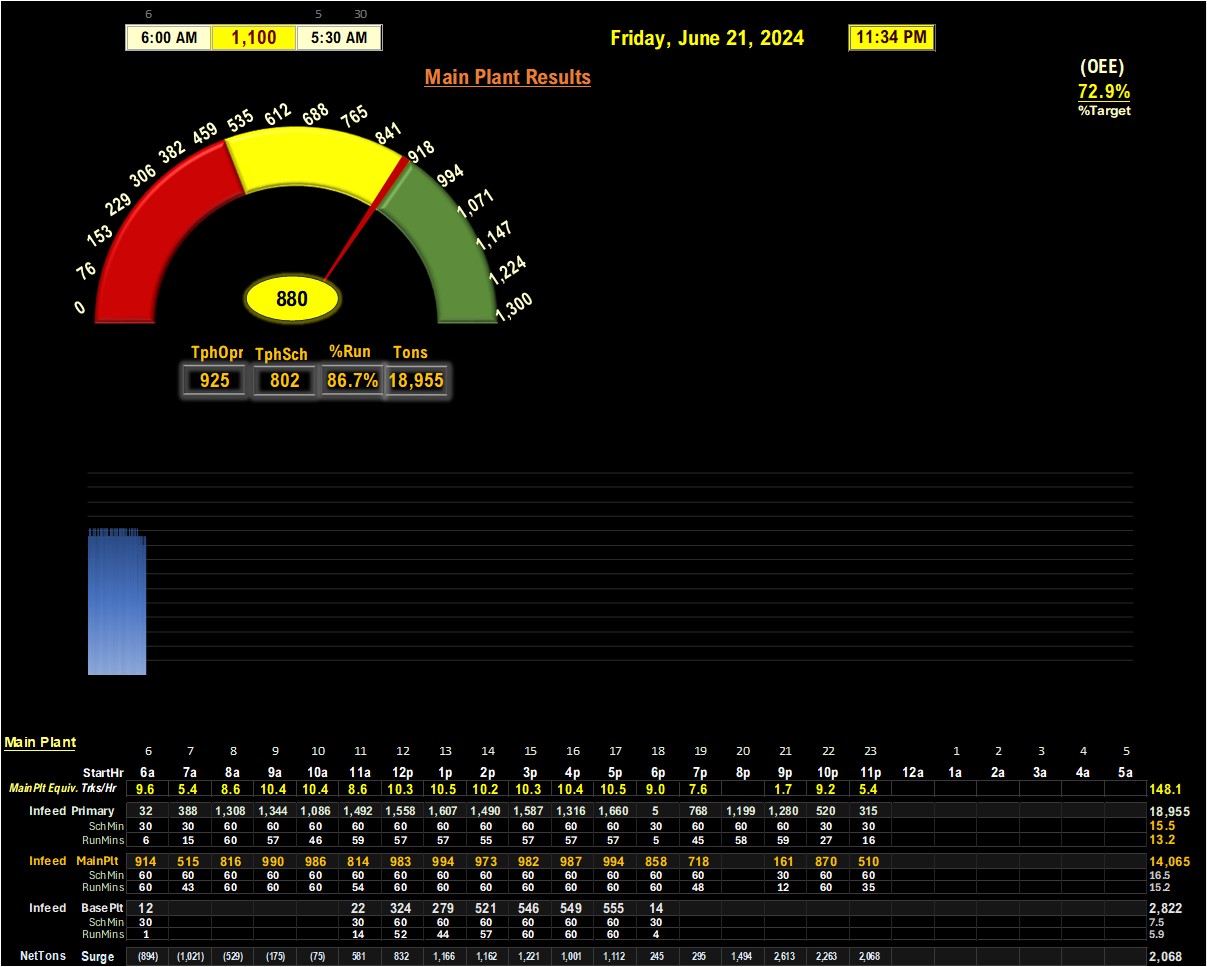 6 5 30
6:00 AM 1,100 5:30 AM Friday, June 21, 2024 11:34 PM
(OEE)
Main Plant Results
72.9%
%Target
0 76 153 229 306 382 459 535 612 688 765 841 918 994 1,071 1,147 1,224 1,300
880
TphOpr TphSch %Run Tons
925 802 86.7% 18,955
Main Plant
6 7 8 9 10 11 12 13 14 15 16 17 18 19 20 21 22 23 1 2 3 4 5
StartHr 6a 7a 8a 9a 10a 11a 12p 1p 2p 3p 4p 5p 6p 7p 8p 9p 10p 11p 12a 1a 2a 3a 4a 5a
MainPlt Equiv. Trks/Hr 9.6 5.4 8.6 10.4 10.4 8.6 10.3 10.5 10.2 10.3 10.4 10.5 9.0 7.6 1.7 9.2 5.4 148.1
Infeed Primary 32 388 1,308 1,344 1,086 1,492 1,558 1,607 1,490 1,587 1,316 1,660 5 768 1,199 1,280 520 315 18,955
SchMin 30 30 60 60 60 60 60 60 60 60 60 60 30 60 60 60 30 30 15.5
RunMins 6 15 60 57 46 59 57 57 55 57 57 57 5 45 58 59 27 16 13.2
Infeed MainPlt 914 515 816 990 986 814 983 994 973 982 987 994 858 718 161 870 510 14,065
SchMin 60 60 60 60 60 60 60 60 60 60 60 60 60 60 30 60 60 16.5
RunMins 60 43 60 60 60 54 60 60 60 60 60 60 60 48 12 60 35 15.2
Infeed BasePlt 12 22 324 279 521 546 549 555 14 2,822
SchMin 30 30 60 60 60 60 60 60 30 7.5
RunMins 1 14 52 44 57 60 60 60 4 5.9
NetTons Surge (894) (1,021) (529) (175) (75) 581 832 1,166 1,162 1,221 1,001 1,112 245 295 1,494 2,613 2,263 2,068 2,068